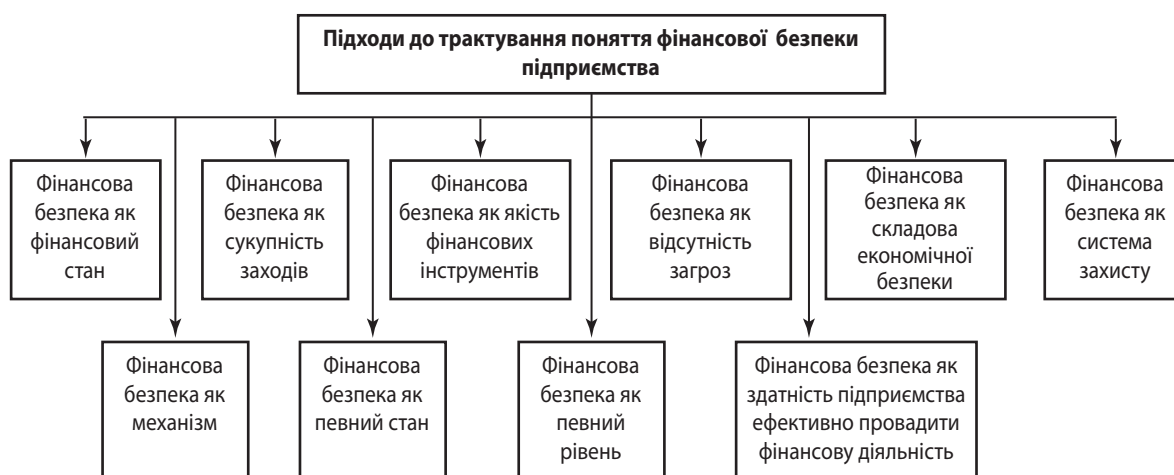 Підходи до трактування поняття фінансової безпеки
підприємства
Фінансова
безпека як
фінансовий
стан
Фінансова
безпека як
сукупність
заходів
Фінансова
безпека як якість
фінансових
інструментів
Фінансова
безпека як
відсутність
загроз
Фінансова
безпека як
складова
економічної
безпеки
Фінансова
безпека як
система
захисту
Фінансова
безпека як
механізм
Фінансова
безпека як
певний стан
Фінансова
безпека як
певний
рівень
Фінансова безпека як
здатність підприємства
ефективно провадити
фінансову діяльність